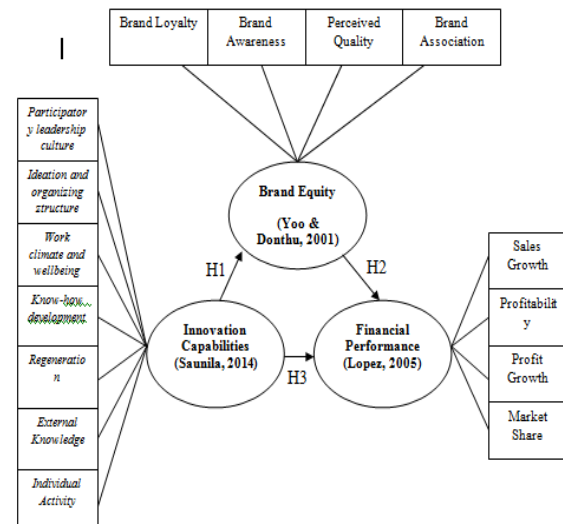 Brand Loyalty
Brand
Awareness
Perceived
Quality
Brand
Association
Participator
y leadership
culture
Ideation and
organizing
structure
Work
climate and
wellbeing
Know-how
development
Regeneratio
n
External
Knowledge
Individual
Activity
Brand Equity
(Yoo &
Donthu, 2001)
H1
H2
Innovation
Capabilities
(Saunila, 2014)
H3
Financial
Performance
(Lopez, 2005)
Sales
Growth
Profitabilit
y
Profit
Growth
Market
Share